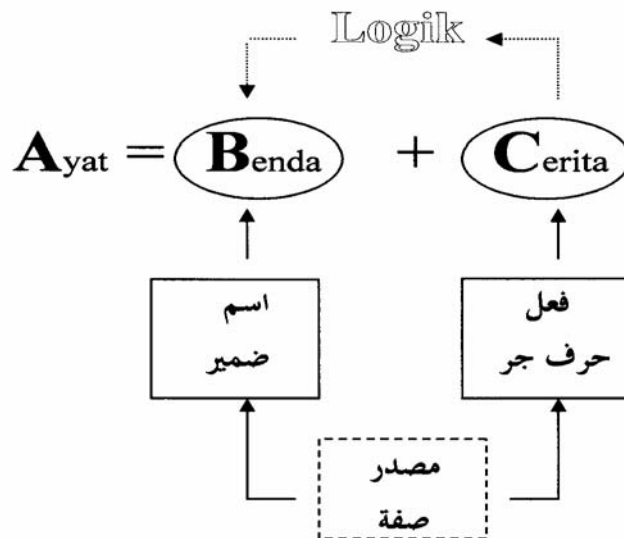 Logik
Ayat = Benda + Cerita
اسم
ضمير
فعل
حرف جر
مصدر
صفة